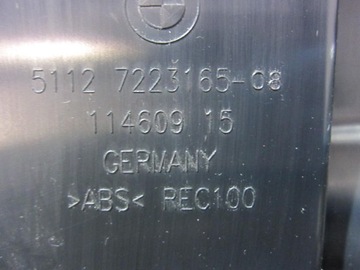 5112 7223165-08
114609 15
GERMANY
>ABS< REC100